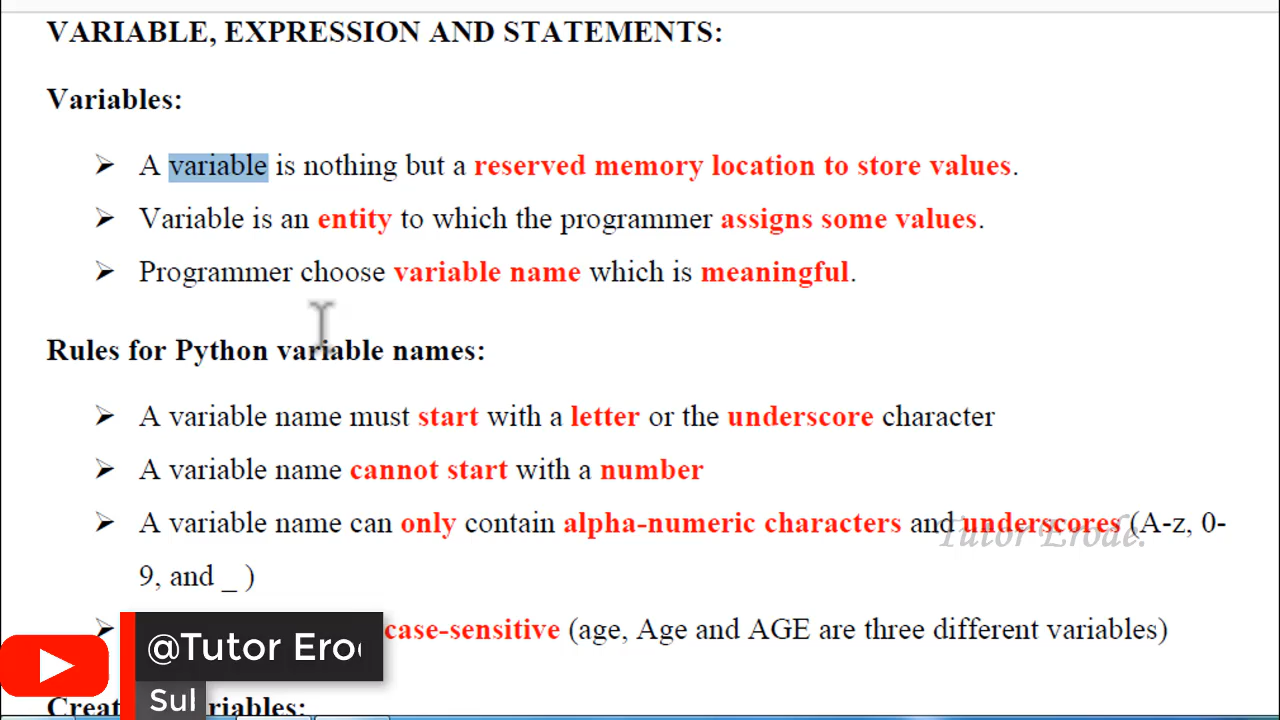 VARIABLE, EXPRESSION AND STATEMENTS:
Variables:
➢ A variable is nothing but a reserved memory location to store values.
➢ Variable is an entity to which the programmer assigns some values.
➢ Programmer choose variable name which is meaningful.
Rules for Python variable names:
➢ A variable name must start with a letter or the underscore character
➢ A variable name cannot start with a number
➢ A variable name can only contain alpha-numeric characters and underscores (A-z, 0-
9, and _ )
Tutor Erode.
➢ case-sensitive (age, Age and AGE are three different variables)
@Tutor Ero